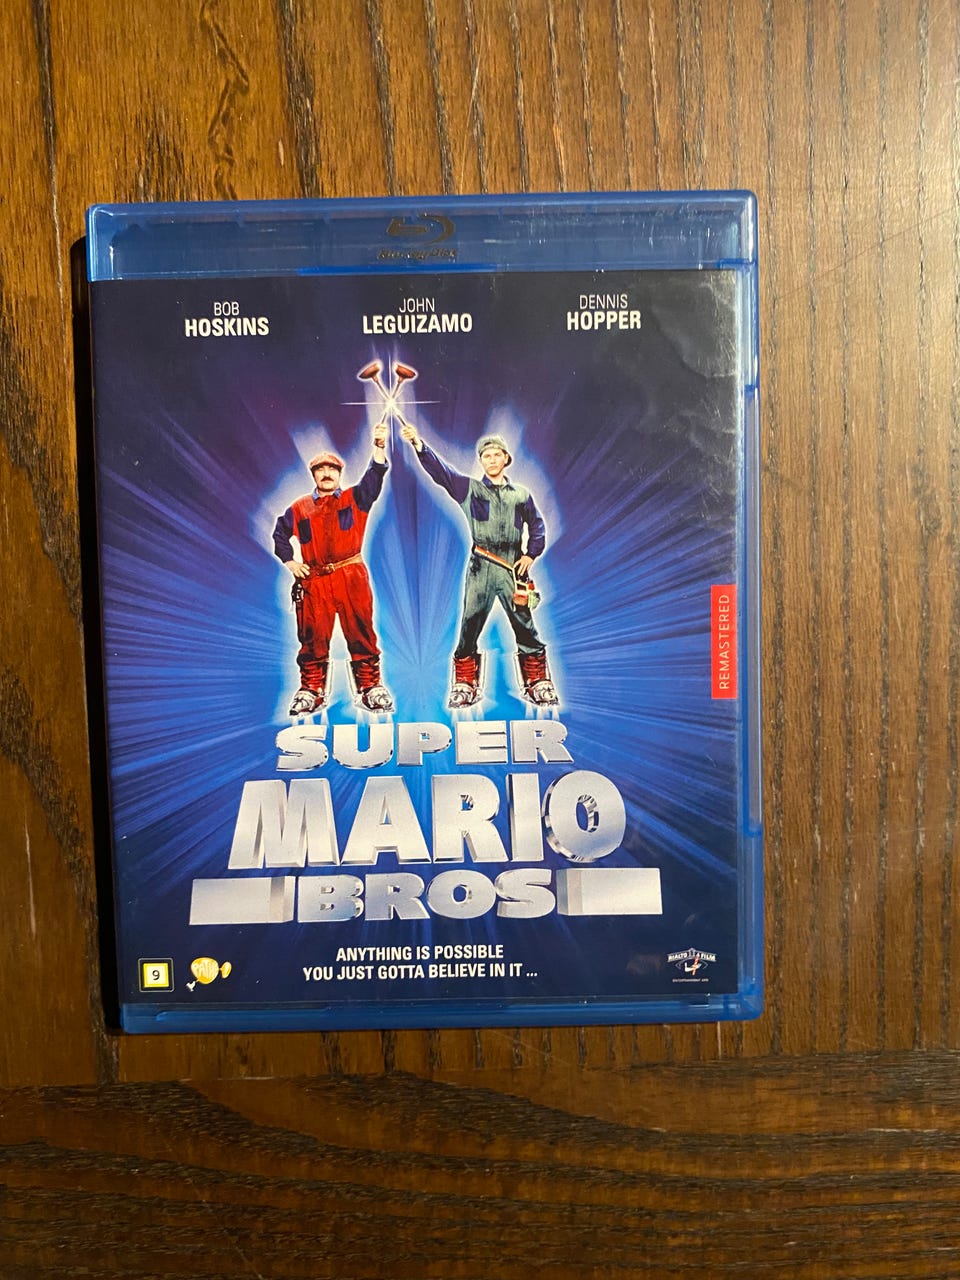 Blu-ray Disc
BOB
HOSKINS
JOHN
LEGUIZAMO
DENNIS
HOPPER
REMASTERED
SUPER
MARIO
BROS
ANYTHING IS POSSIBLE
YOU JUST GOTTA BELIEVE IN IT ...
9
RIALTO FILM